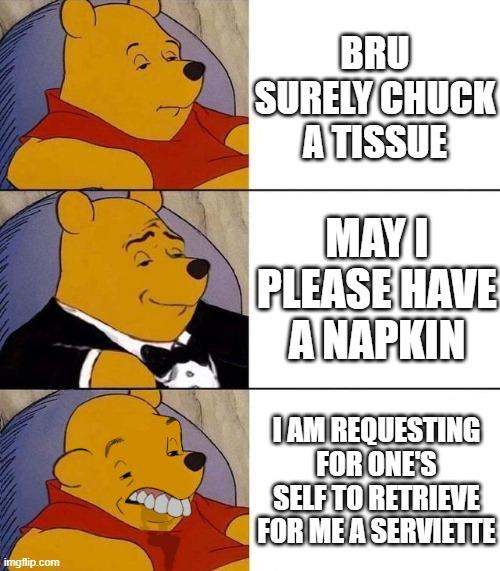 BRU
SURELY CHUCK
A TISSUE
MAY I
PLEASE HAVE
A NAPKIN
I AM REQUESTING
FOR ONE'S
SELF TO RETRIEVE
FOR ME A SERVIETTE
imgflip.com